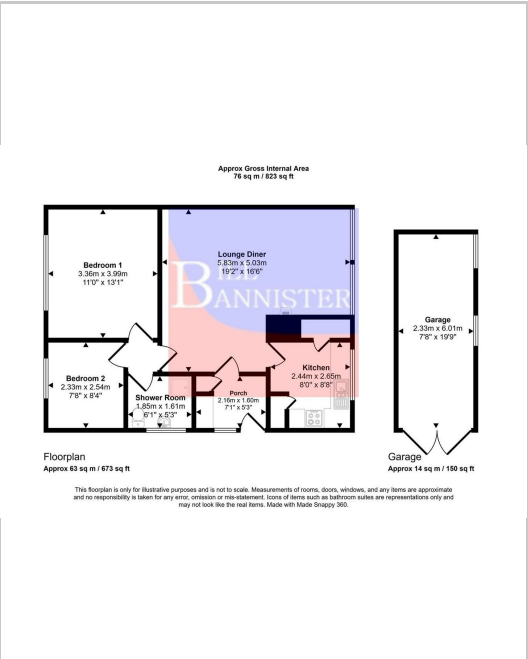 Approx Gross Internal Area
76 sq m / 823 sq ft
Bedroom 1
3.36m x 3.99m
11'0" x 13'1"
Lounge Diner
5.83m x 5.03m
19'2" x 16'6"
BILL
BANNISTER
Garage
2.33m x 6.01m
7'8" x 19'9"
Bedroom 2
2.33m x 2.54m
7'8" x 8'4"
Shower Room
1.85m x 1.61m
6'1" x 5'3"
Porch
2.16m x 1.60m
7'1" x 5'3"
Kitchen
2.44m x 2.65m
8'0" x 8'8"
Floorplan
Approx 63 sq m / 673 sq ft
Garage
Approx 14 sq m / 150 sq ft
This floorplan is only for illustrative purposes and is not to scale. Measurements of rooms, doors, windows, and any items are approximate
and no responsibility is taken for any error, omission or mis-statement. Icons of items such as bathroom suites are representations only and
may not look like the real items. Made with Made Snappy 360.